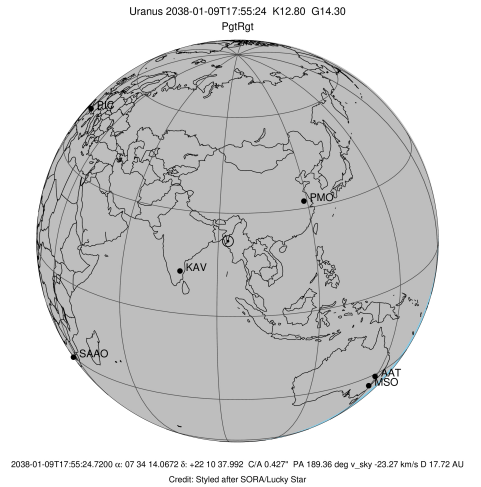 Uranus 2038-01-09T17:55:24 K12.80 G14.30
PgtRgt
PIC
PMO
KAV
SAAO
AAT
MSO
2038-01-09T17:55:24.7200 α: 07 34 14.0672 δ: +22 10 37.992 C/A 0.427" PA 189.36 deg v_sky -23.27 km/s D 17.72 AU
Credit: Styled after SORA/Lucky Star